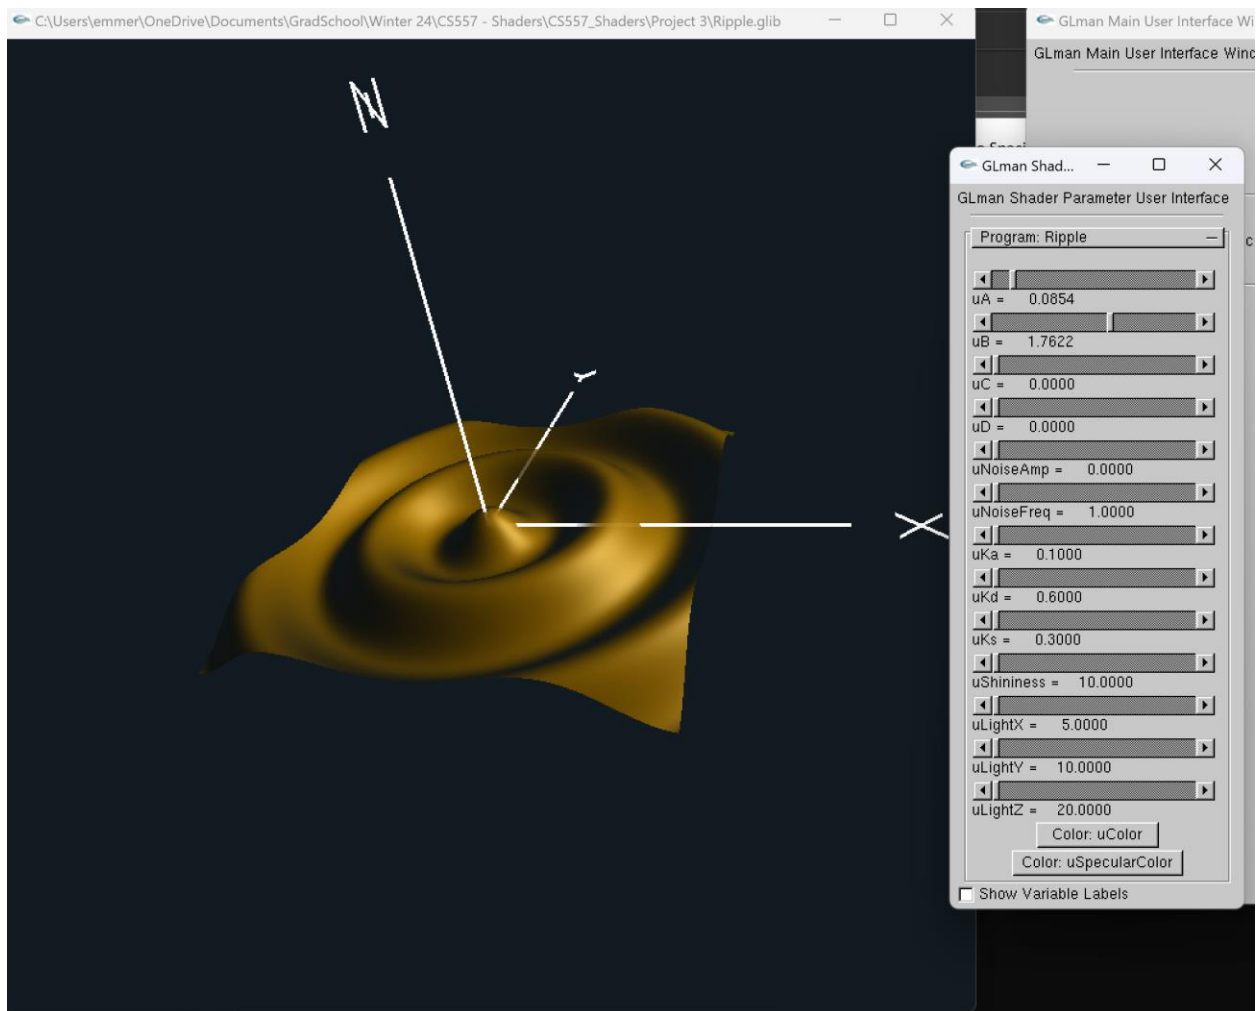 C:\Users\emmer\OneDrive\Documents\GradSchool\Winter 24\CS557 - Shaders\CS557_Shaders\Project 3\Ripple.glib
GLman Main User Interface Wi
GLman Main User Interface Winc
GLman Shad...
GLman Shader Parameter User Interface
Program: Ripple
uA = 0.0854
uB = 1.7622
uC = 0.0000
uD = 0.0000
uNoiseAmp = 0.0000
uNoiseFreq = 1.0000
uKa = 0.1000
uKd = 0.6000
uKs = 0.3000
uShininess = 10.0000
uLightX = 5.0000
uLightY = 10.0000
uLightZ = 20.0000
Color: uColor
Color: uSpecularColor
Show Variable Labels
Z
Y
X